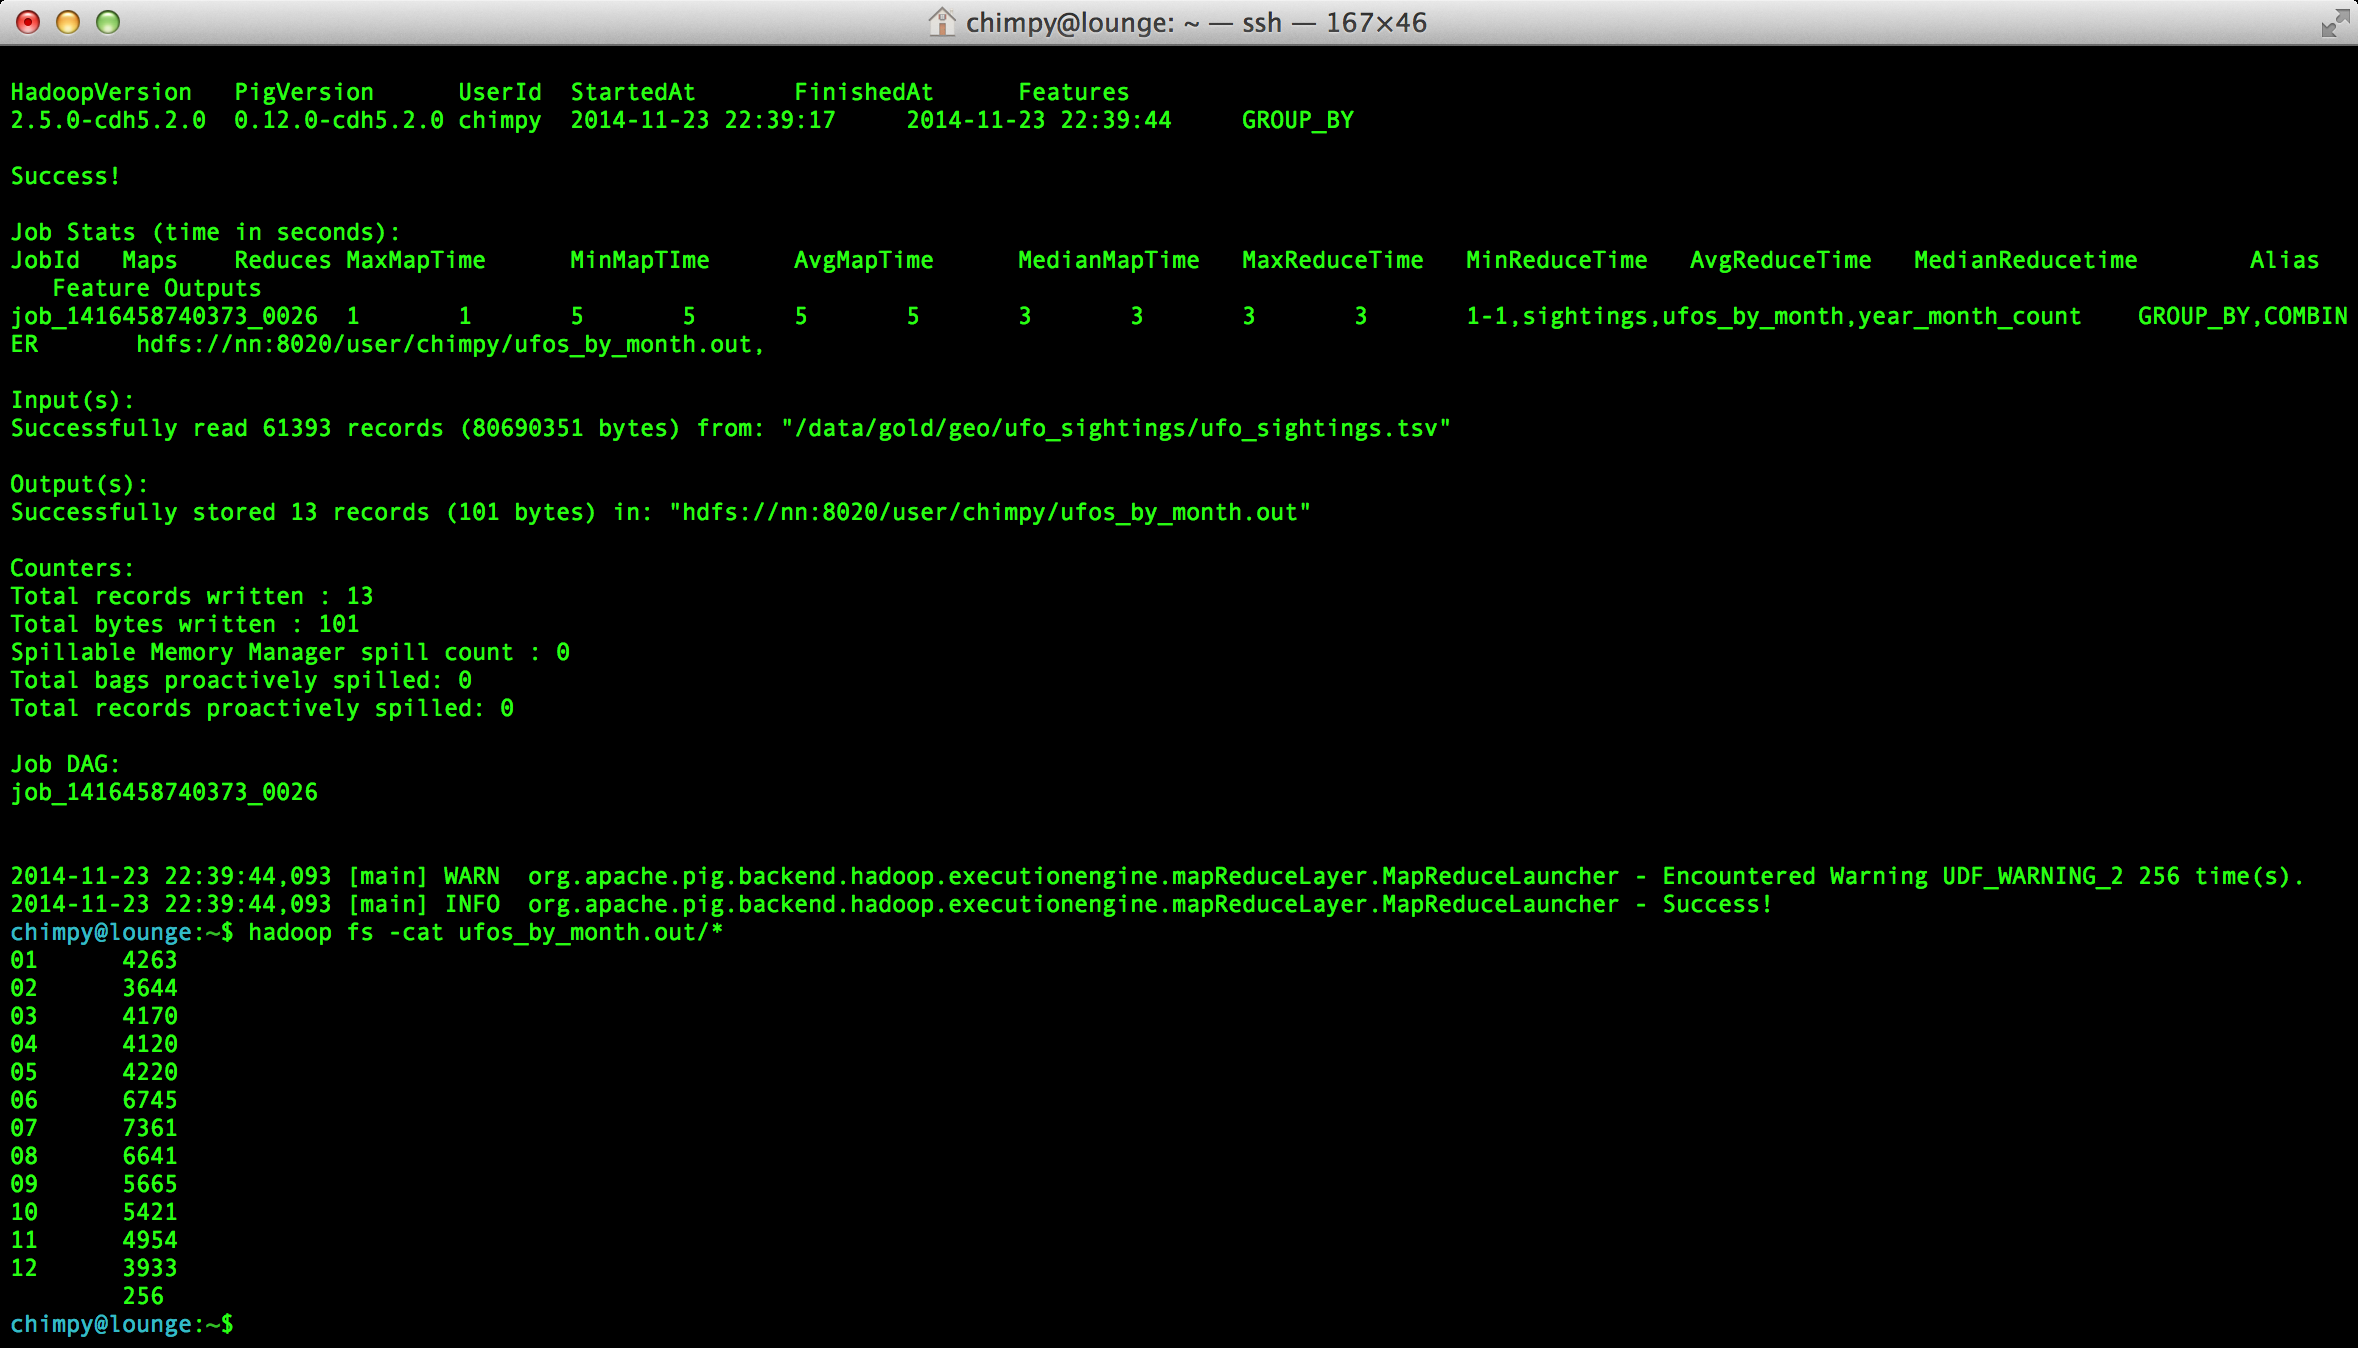 chimpy@lounge: ~ — ssh — 167×46
HadoopVersion PigVersion UserId StartedAt FinishedAt Features
2.5.0-cdh5.2.0 0.12.0-cdh5.2.0 chimpy 2014-11-23 22:39:17 2014-11-23 22:39:44 GROUP_BY
Success!
Job Stats (time in seconds):
JobId Maps Reduces MaxMapTime MinMapTIme AvgMapTime MedianMapTime MaxReduceTime MinReduceTime AvgReduceTime MedianReducetime Alias
Feature Outputs
job_1416458740373_0026 1 1 5 5 5 5 3 3 3 3 1-1,sightings,ufos_by_month,year_month_count GROUP_BY,COMBIN
ER hdfs://nn:8020/user/chimpy/ufos_by_month.out,
Input(s):
Successfully read 61393 records (80690351 bytes) from: "/data/gold/geo/ufo_sightings/ufo_sightings.tsv"
Output(s):
Successfully stored 13 records (101 bytes) in: "hdfs://nn:8020/user/chimpy/ufos_by_month.out"
Counters:
Total records written : 13
Total bytes written : 101
Spillable Memory Manager spill count : 0
Total bags proactively spilled: 0
Total records proactively spilled: 0
Job DAG:
job_1416458740373_0026
2014-11-23 22:39:44,093 [main] WARN org.apache.pig.backend.hadoop.executionengine.mapReduceLayer.MapReduceLauncher - Encountered Warning UDF_WARNING_2 256 time(s).
2014-11-23 22:39:44,093 [main] INFO org.apache.pig.backend.hadoop.executionengine.mapReduceLayer.MapReduceLauncher - Success!
chimpy@lounge:~$ hadoop fs -cat ufos_by_month.out/*
01 4263
02 3644
03 4170
04 4120
05 4220
06 6745
07 7361
08 6641
09 5665
10 5421
11 4954
12 3933
256
chimpy@lounge:~$